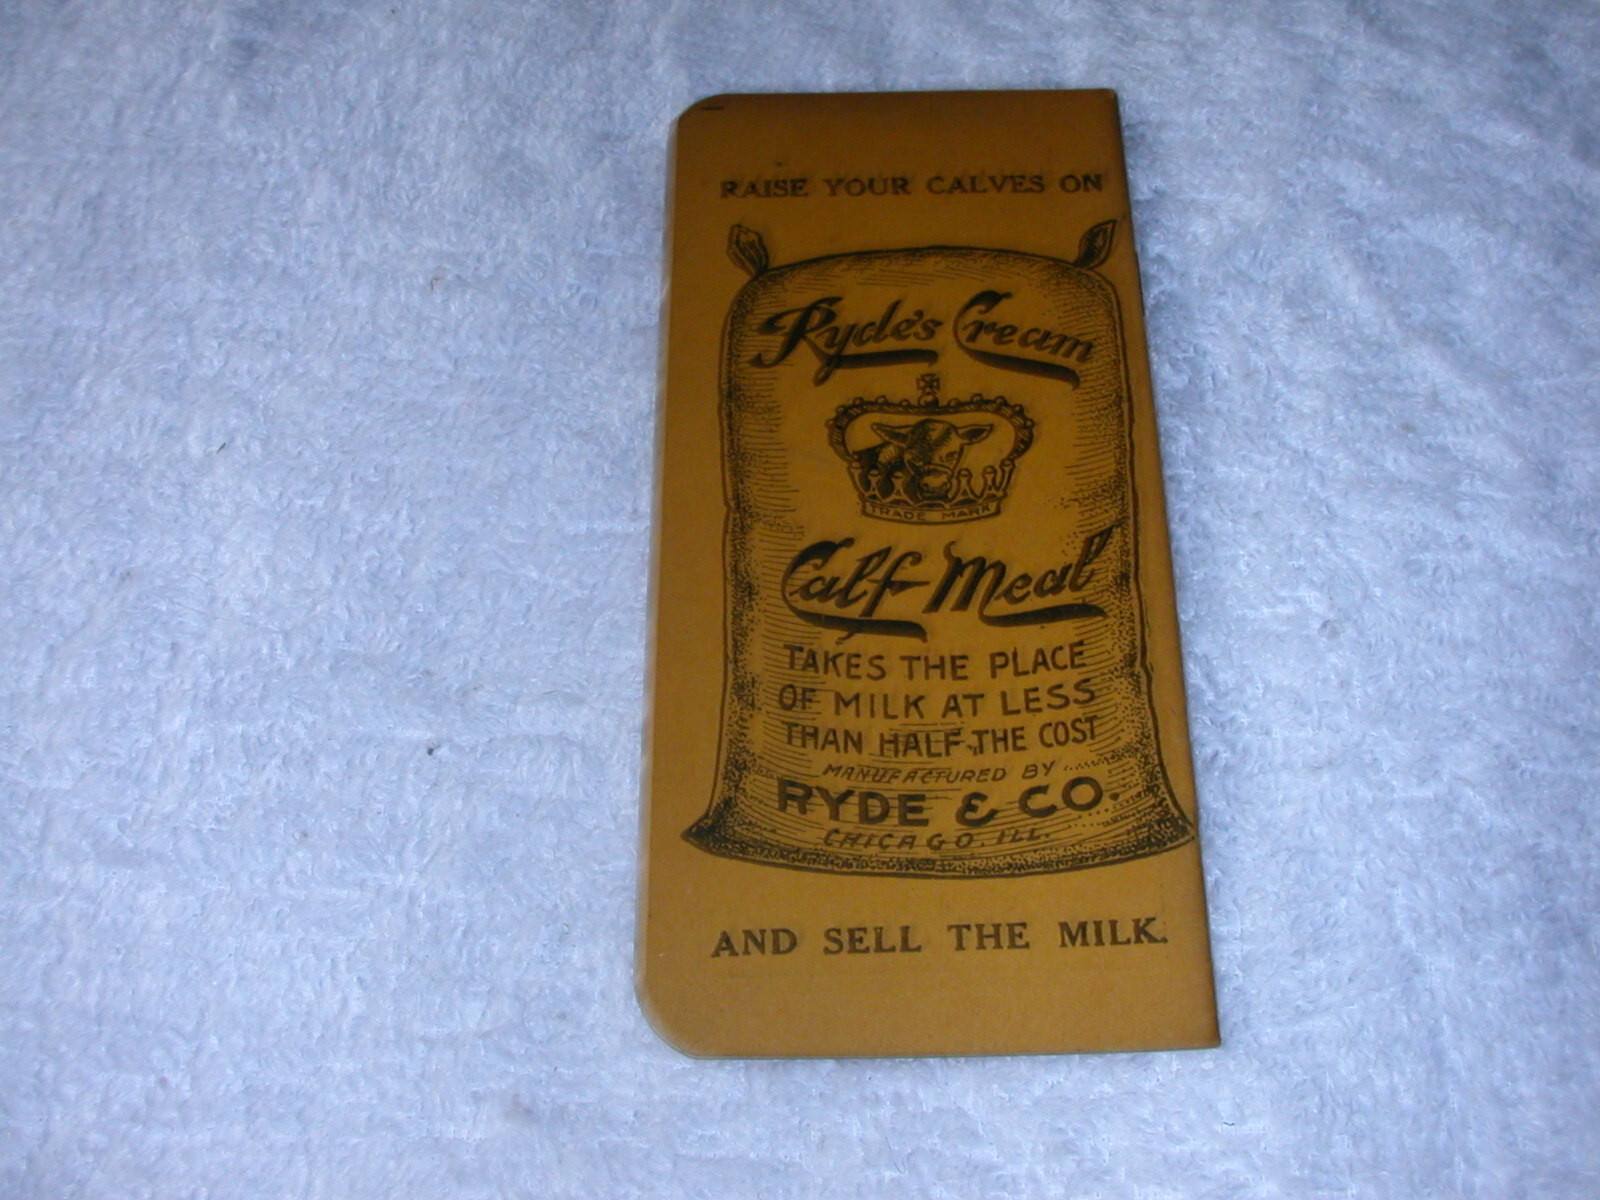 RAISE YOUR CALVES ON
Ryde's Cream
TRADE MARK
Calf Meal
TAKES THE PLACE
OF MILK AT LESS
THAN HALF THE COST
MANUFACTURED BY
RYDE & CO.
CHICAGO. ILL.
AND SELL THE MILK.